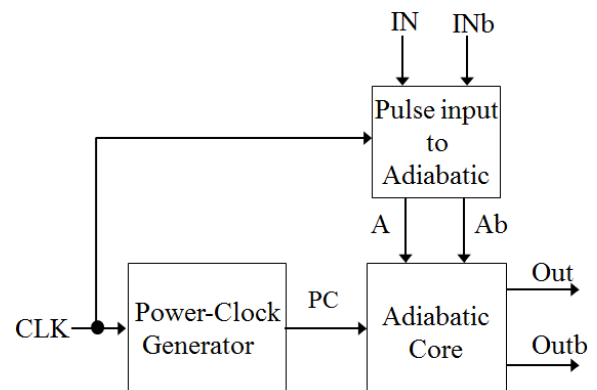 IN INb
Pulse input
to
Adiabatic
A Ab
CLK
Power-Clock
Generator
PC
Adiabatic
Core
Out
Outb